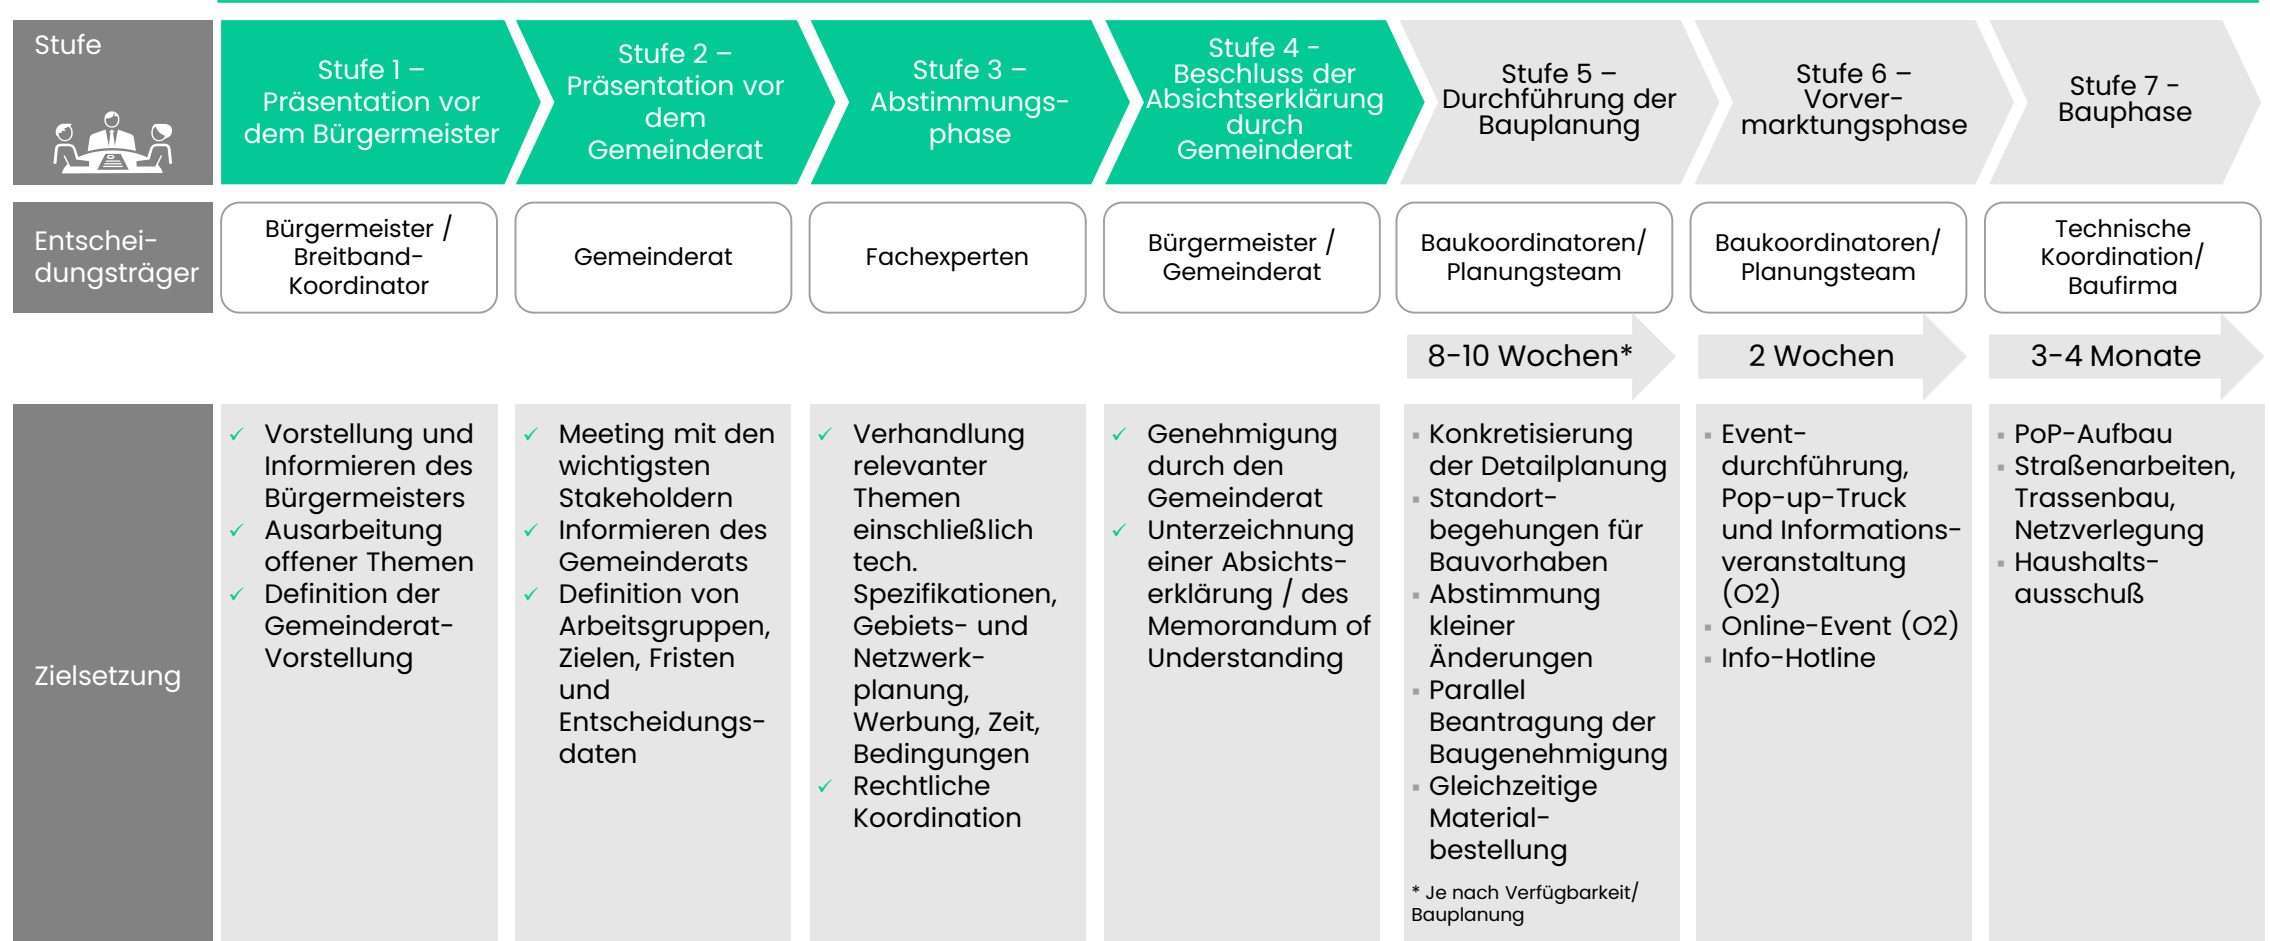 Stufe
Stufe 1 –
Präsentation vor
dem Bürgermeister
Stufe 2 –
Präsentation vor
dem
Gemeinderat
Stufe 3 –
Abstimmungs-
phase
Stufe 4 -
Beschluss der
Absichtserklärung
durch
Gemeinderat
Stufe 5 –
Durchführung der
Bauplanung
Stufe 6 –
Vorver-
marktungsphase
Stufe 7 -
Bauphase
Entschei-
dungsträger
Bürgermeister /
Breitband-
Koordinator
Gemeinderat
Fachexperten
Bürgermeister /
Gemeinderat
Baukoordinatoren/
Planungsteam
Baukoordinatoren/
Planungsteam
Technische
Koordination/
Baufirma
8-10 Wochen*
2 Wochen
3-4 Monate
Zielsetzung
Vorstellung und
Informieren des
Bürgermeisters
Ausarbeitung
offener Themen
Definition der
Gemeinderat-
Vorstellung
Meeting mit den
wichtigsten
Stakeholdern
Informieren des
Gemeinderats
Definition von
Arbeitsgruppen,
Zielen, Fristen
und
Entscheidungs-
daten
Verhandlung
relevanter
Themen
einschließlich
tech.
Spezifikationen,
Gebiets- und
Netzwerk-
planung,
Werbung, Zeit,
Bedingungen
Rechtliche
Koordination
Genehmigung
durch den
Gemeinderat
Unterzeichnung
einer Absichts-
erklärung / des
Memorandum of
Understanding
Konkretisierung
der Detailplanung
Standort-
begehungen für
Bauvorhaben
Abstimmung
kleiner
Änderungen
Parallel
Beantragung der
Baugenehmigung
Gleichzeitige
Material-
bestellung
* Je nach Verfügbarkeit/
Bauplanung
Event-
durchführung,
Pop-up-Truck
und Informations-
veranstaltung
(O2)
Online-Event (O2)
Info-Hotline
PoP-Aufbau
Straßenarbeiten,
Trassenbau,
Netzverlegung
Haushalts-
ausschuß